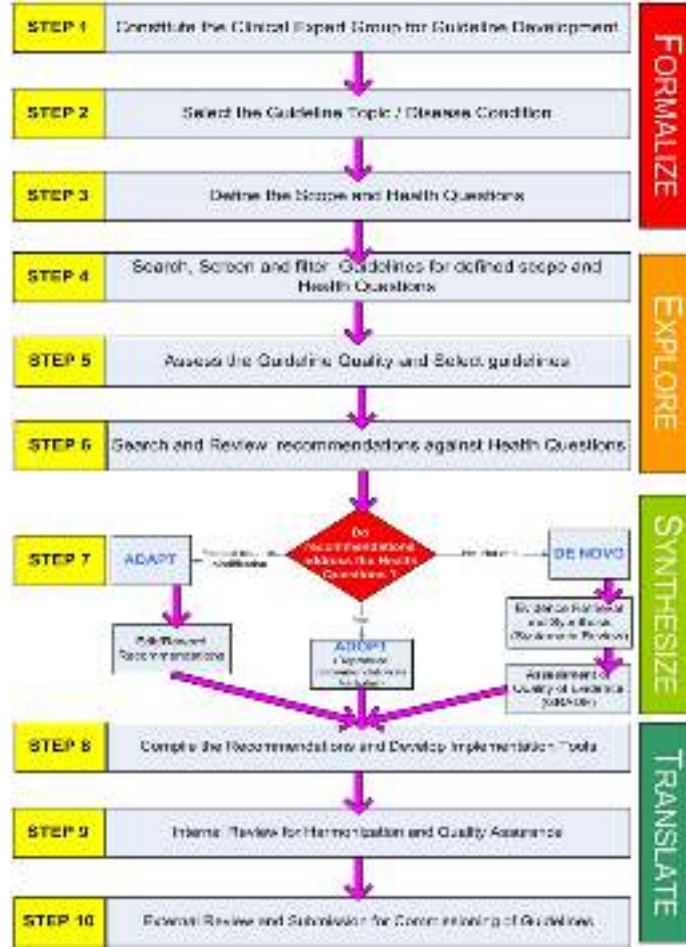 STEP 1
Constitute the Clinical Expert Group for Guideline Development
STEP 2
Select the Guideline Topic / Disease Condition
STEP 3
Define the Scope and Health Questions
FORMALIZE
STEP 4
Search, Screen and filter Guidelines for defined scope and
Health Questions
STEP 5
Assess the Guideline Quality and Select guidelines
STEP 6
Search and Review recommendations against Health Questions
EXPLORE
STEP 7
ADAPT
Do
recommendations
address the Health
Questions ?
DE NOVO
Recommendations
ADOPT
Evidence Retrieval
and Synthesis
(Systematic Review)
Assessment of
Quality of Evidence
(GRADE)
SYNTHESIZE
STEP 8
Compile the Recommendations and Develop Implementation Tools
STEP 9
Internal Review for Harmonization and Quality Assurance
STEP 10
External Review and Submission for Commissioning of Guidelines
TRANSLATE